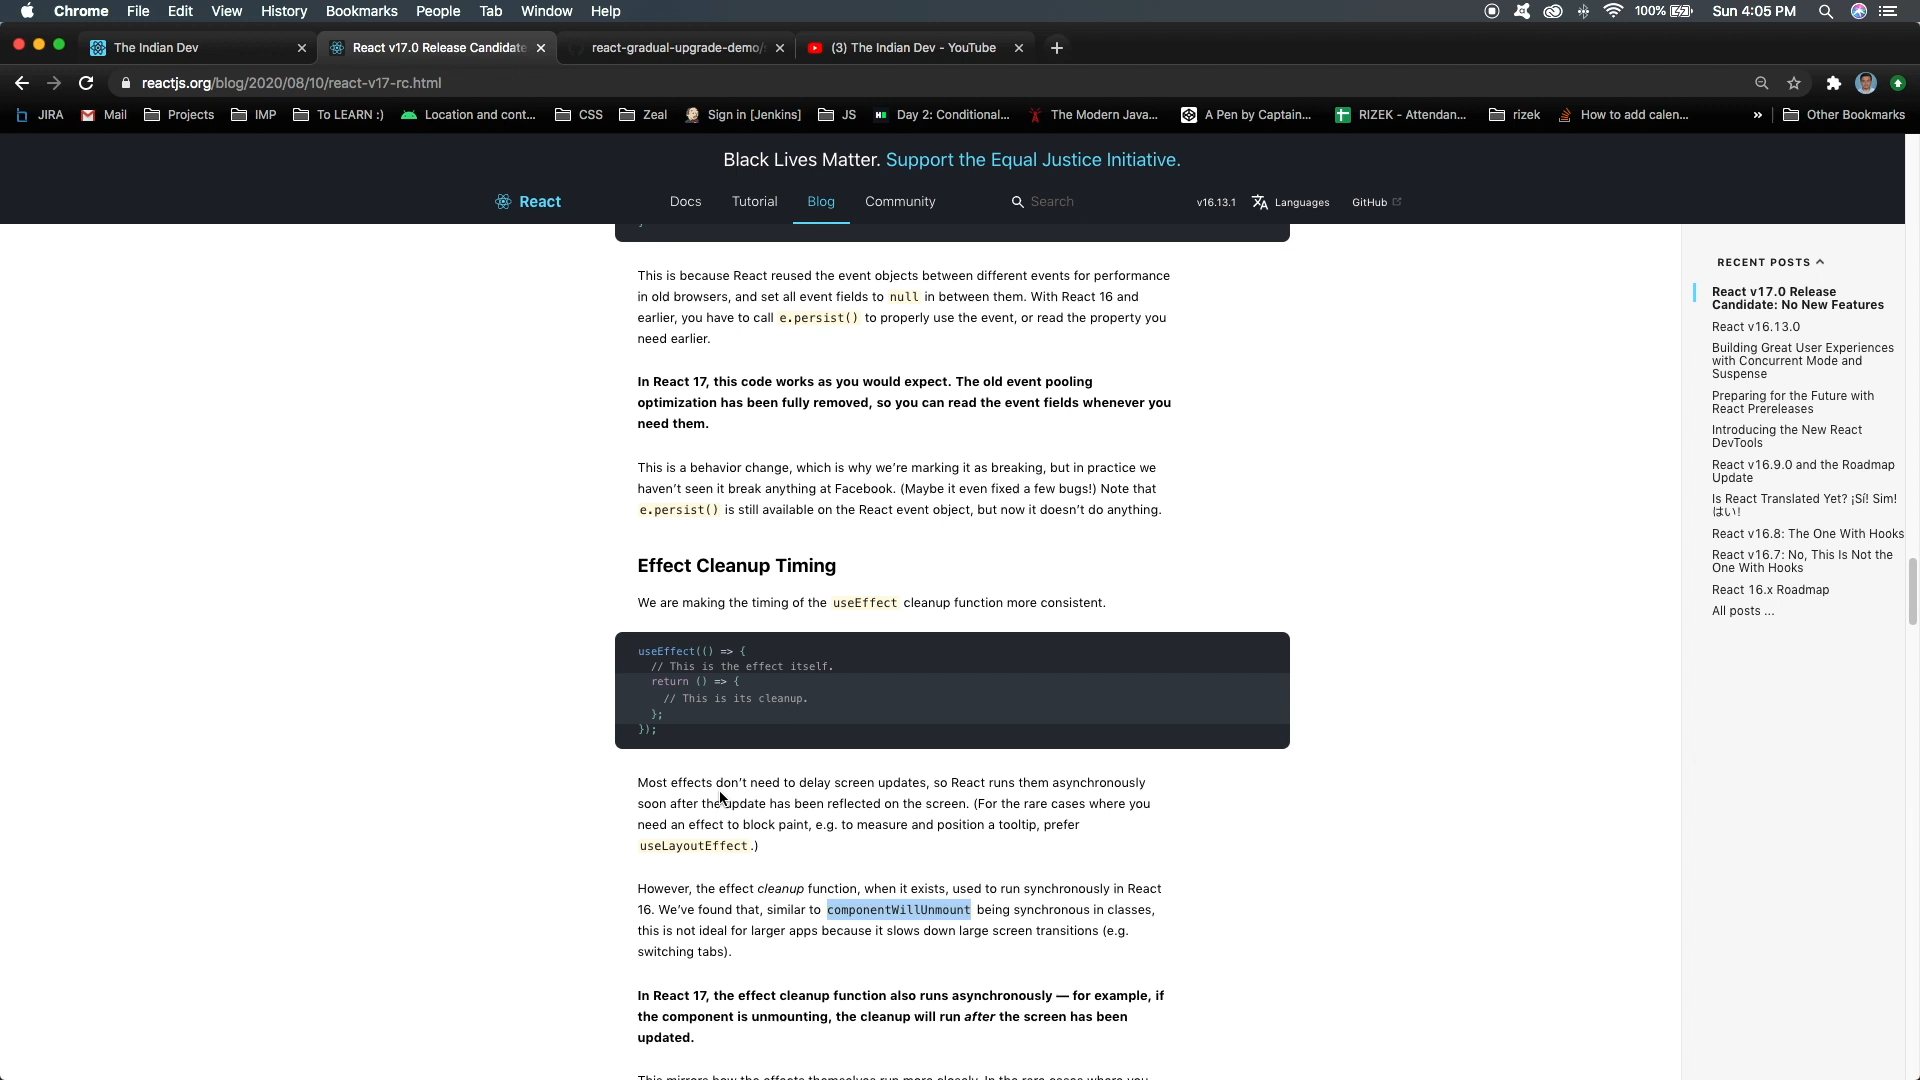 Chrome File Edit View History Bookmarks People Tab Window Help 100% Sun 4:05 PM
The Indian Dev React v17.0 Release Candidate react-gradual-upgrade-demo/ (3) The Indian Dev - YouTube
reactjs.org/blog/2020/08/10/react-v17-rc.html
JIRA Mail Projects IMP To LEARN :) Location and cont... CSS Zeal Sign in [Jenkins] JS Day 2: Conditional... The Modern Java... A Pen by Captain... RIZEK - Attendan... rizek How to add calen... » Other Bookmarks
Black Lives Matter. Support the Equal Justice Initiative.
React Docs Tutorial Blog Community Search v16.13.1 Languages GitHub
This is because React reused the event objects between different events for performance
in old browsers, and set all event fields to null in between them. With React 16 and
earlier, you have to call e.persist() to properly use the event, or read the property you
need earlier.
In React 17, this code works as you would expect. The old event pooling
optimization has been fully removed, so you can read the event fields whenever you
need them.
This is a behavior change, which is why we're marking it as breaking, but in practice we
haven't seen it break anything at Facebook. (Maybe it even fixed a few bugs!) Note that
e.persist() is still available on the React event object, but now it doesn't do anything.
Effect Cleanup Timing
We are making the timing of the useEffect cleanup function more consistent.
useEffect(() => {
// This is the effect itself.
return () => {
// This is its cleanup.
};
});
Most effects don't need to delay screen updates, so React runs them asynchronously
soon after the update has been reflected on the screen. (For the rare cases where you
need an effect to block paint, e.g. to measure and position a tooltip, prefer
useLayoutEffect.)
However, the effect cleanup function, when it exists, used to run synchronously in React
16. We've found that, similar to componentWillUnmount being synchronous in classes,
this is not ideal for larger apps because it slows down large screen transitions (e.g.
switching tabs).
In React 17, the effect cleanup function also runs asynchronously — for example, if
the component is unmounting, the cleanup will run after the screen has been
updated.
This mirrors how the effects themselves run more closely. In the rare cases where you
RECENT POSTS
React v17.0 Release
Candidate: No New Features
React v16.13.0
Building Great User Experiences
with Concurrent Mode and
Suspense
Preparing for the Future with
React Prereleases
Introducing the New React
DevTools
React v16.9.0 and the Roadmap
Update
Is React Translated Yet? ¡Sí! Sim!
はい!
React v16.8: The One With Hooks
React v16.7: No, This Is Not the
One With Hooks
React 16.x Roadmap
All posts ...